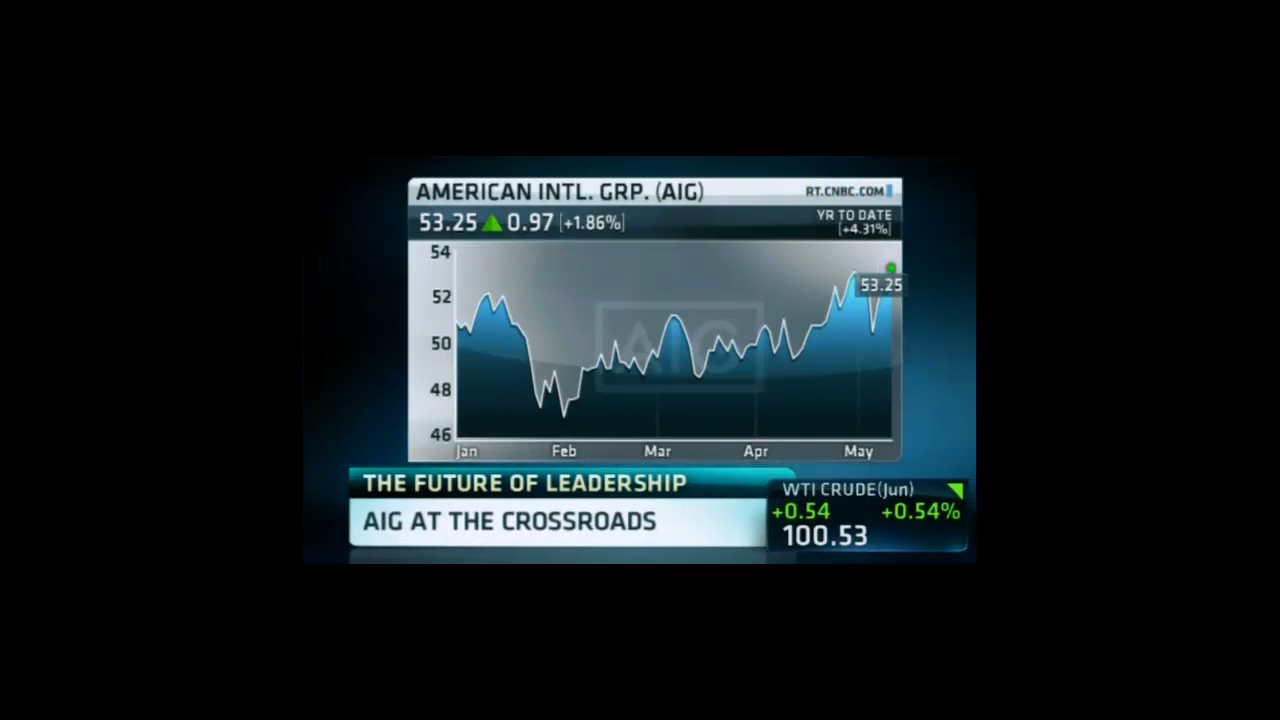 AMERICAN INTL. GRP. (AIG)
RT.CNBC.COM
53.25 ▲ 0.97 [+1.86%]
YR TO DATE
[+4.31%]
54
52
50
48
46
53.25
AIG
Jan Feb Mar Apr May
THE FUTURE OF LEADERSHIP
AIG AT THE CROSSROADS
WTI CRUDE(Jun)
+0.54 +0.54%
100.53